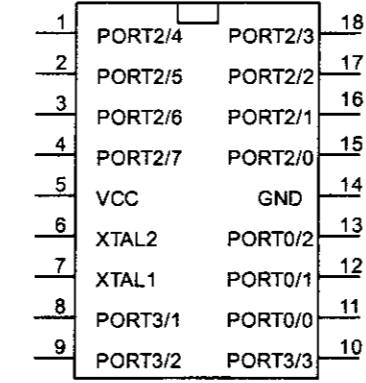 1 PORT2/4 PORT2/3 18
2 PORT2/5 PORT2/2 17
3 PORT2/6 PORT2/1 16
4 PORT2/7 PORT2/0 15
5 VCC GND 14
6 XTAL2 PORT0/2 13
7 XTAL1 PORT0/1 12
8 PORT3/1 PORT0/0 11
9 PORT3/2 PORT3/3 10